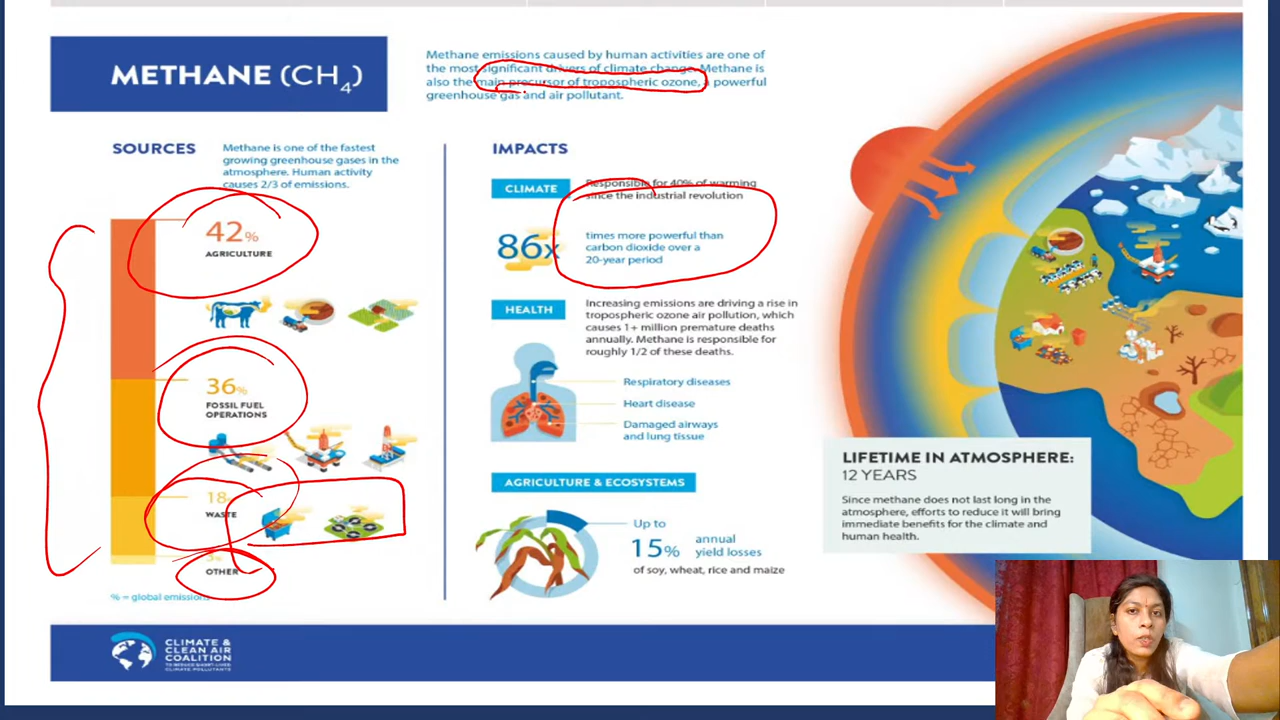 METHANE (CH4)
Methane emissions caused by human activities are one of
the most significant drivers of climate change. Methane is
also the main precursor of tropospheric ozone, a powerful
greenhouse gas and air pollutant.
SOURCES
Methane is one of the fastest
growing greenhouse gases in the
atmosphere. Human activity
causes 2/3 of emissions.
42%
AGRICULTURE
36%
FOSSIL FUEL
OPERATIONS
18%
WASTE
OTHER
% = global emissions
IMPACTS
CLIMATE
Responsible for 40% of warming
since the industrial revolution
86x
times more powerful than
carbon dioxide over a
20-year period
HEALTH
Increasing emissions are driving a rise in
tropospheric ozone air pollution, which
causes 1+ million premature deaths
annually. Methane is responsible for
roughly 1/2 of these deaths.
Respiratory diseases
Heart disease
Damaged airways
and lung tissue
AGRICULTURE & ECOSYSTEMS
Up to
15%
annual
yield losses
of soy, wheat, rice and maize
LIFETIME IN ATMOSPHERE:
12 YEARS
Since methane does not last long in the
atmosphere, efforts to reduce it will bring
immediate benefits for the climate and
human health.
CLIMATE &
CLEAN AIR
COALITION
TO REDUCE SHORT-LIVED
CLIMATE POLLUTANTS